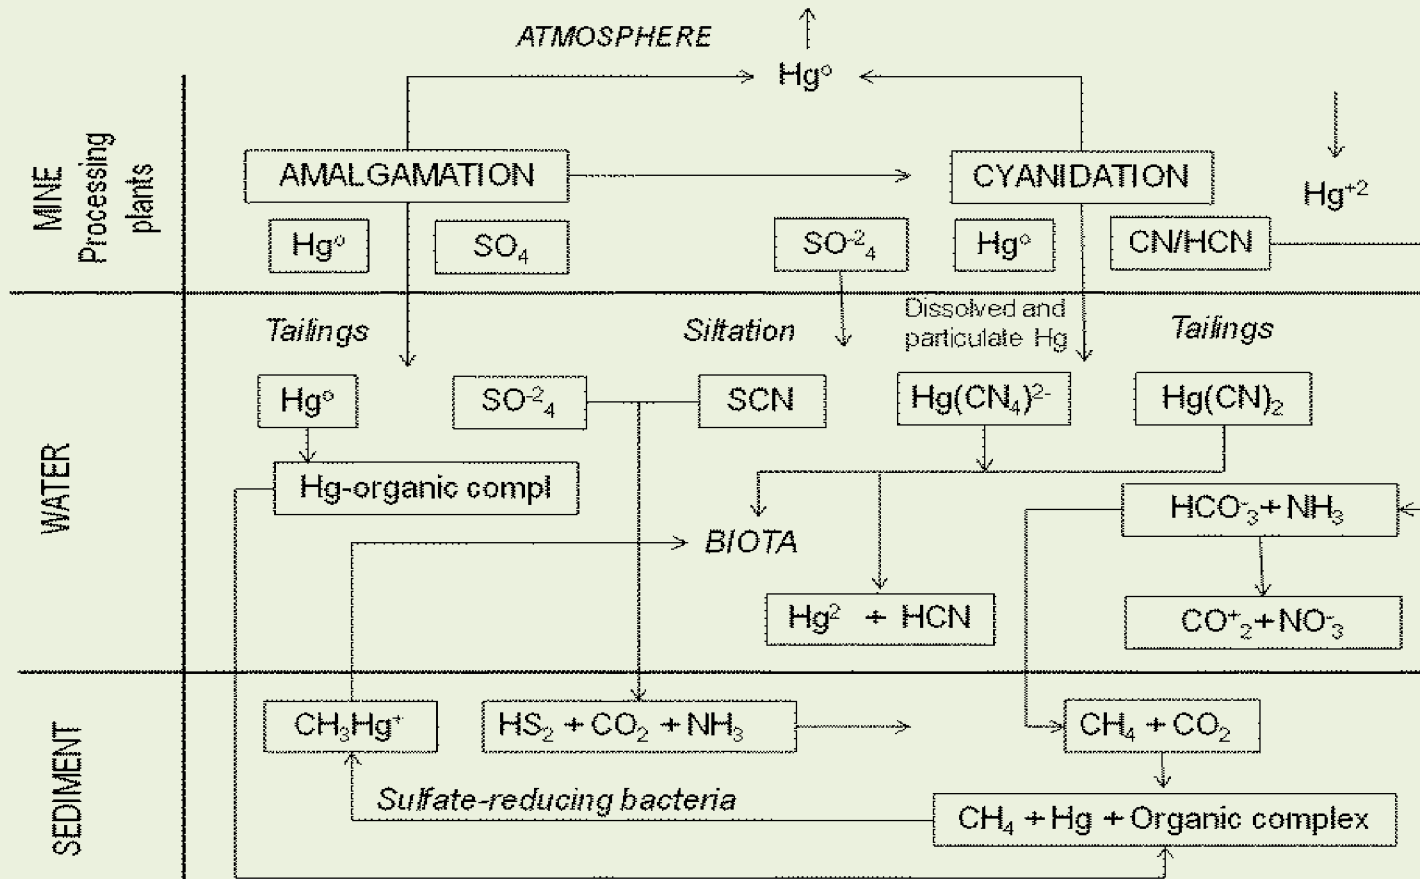 ATMOSPHERE
Hg°
MINE
Processing
plants
AMALGAMATION
CYANIDATION
Hg⁺²
Hg°
SO₄
SO⁻²₄
Hg°
CN/HCN
Tailings
Siltation
Dissolved and
particulate Hg
Tailings
WATER
Hg°
SO⁻²₄
SCN
Hg(CN₄)²⁻
Hg(CN)₂
Hg-organic compl
HCO⁻₃+ NH₃
BIOTA
Hg² + HCN
CO⁺₂+ NO⁻₃
SEDIMENT
CH₃Hg⁺
HS₂ + CO₂ + NH₃
CH₄ + CO₂
Sulfate-reducing bacteria
CH₄ + Hg + Organic complex